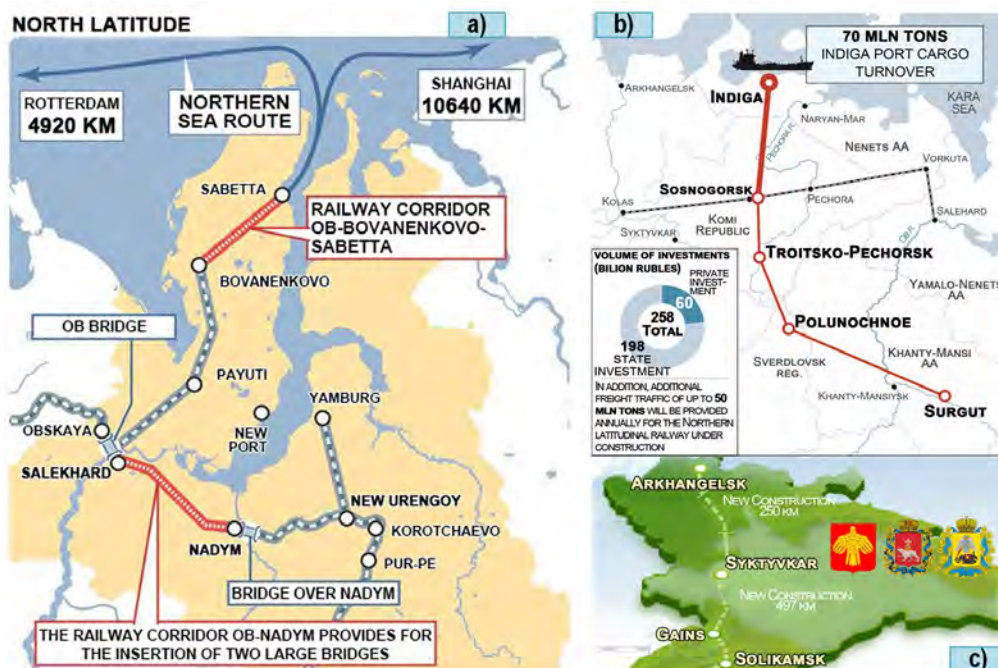 NORTH LATITUDE
a)
ROTTERDAM
4920 KM
NORTHERN
SEA ROUTE
SHANGHAI
10640 KM
SABETTA
RAILWAY CORRIDOR
OB-BOVANENKOVO-
SABETTA
BOVANENKOVO
OB BRIDGE
PAYUTI
YAMBURG
NEW
PORT
OBSKAYA
SALEKHARD
NEW URENGOY
NADYM
KOROTCHAEVO
PUR-PE
BRIDGE OVER NADYM
THE RAILWAY CORRIDOR OB-NADYM PROVIDES FOR
THE INSERTION OF TWO LARGE BRIDGES
b)
70 MLN TONS
INDIGA PORT CARGO
TURNOVER
ARKHANGELSK
INDIGA
KARA
SEA
NARYAN-MAR
PECHORA R.
NENETS AA
VORKUTA
SOSNOGORSK
PECHORA
KOLAS
KOMI
REPUBLIC
SALEHARD
SYKTYVKAR
OB R.
TROITSKO-PECHORSK
VOLUME OF INVESTMENTS
(BILION RUBLES)
PRIVATE
INVEST-
MENT
60
258
TOTAL
198
STATE
INVESTMENT
IN ADDITION, ADDITIONAL
FREIGHT TRAFFIC OF UP TO 50
MLN TONS WILL BE PROVIDED
ANNUALLY FOR THE NORTHERN
LATITUDINAL RAILWAY UNDER
CONSTRUCTION
YAMALO-NENETS
AA
POLUNOCHNOE
SVERDLOVSK
REG.
KHANTY-MANSI
AA
KHANTY-MANSIYSK
SURGUT
ARKHANGELSK
NEW CONSTRUCTION
250 KM
SYKTYVKAR
NEW CONSTRUCTION
497 KM
GAINS
SOLIKAMSK
c)